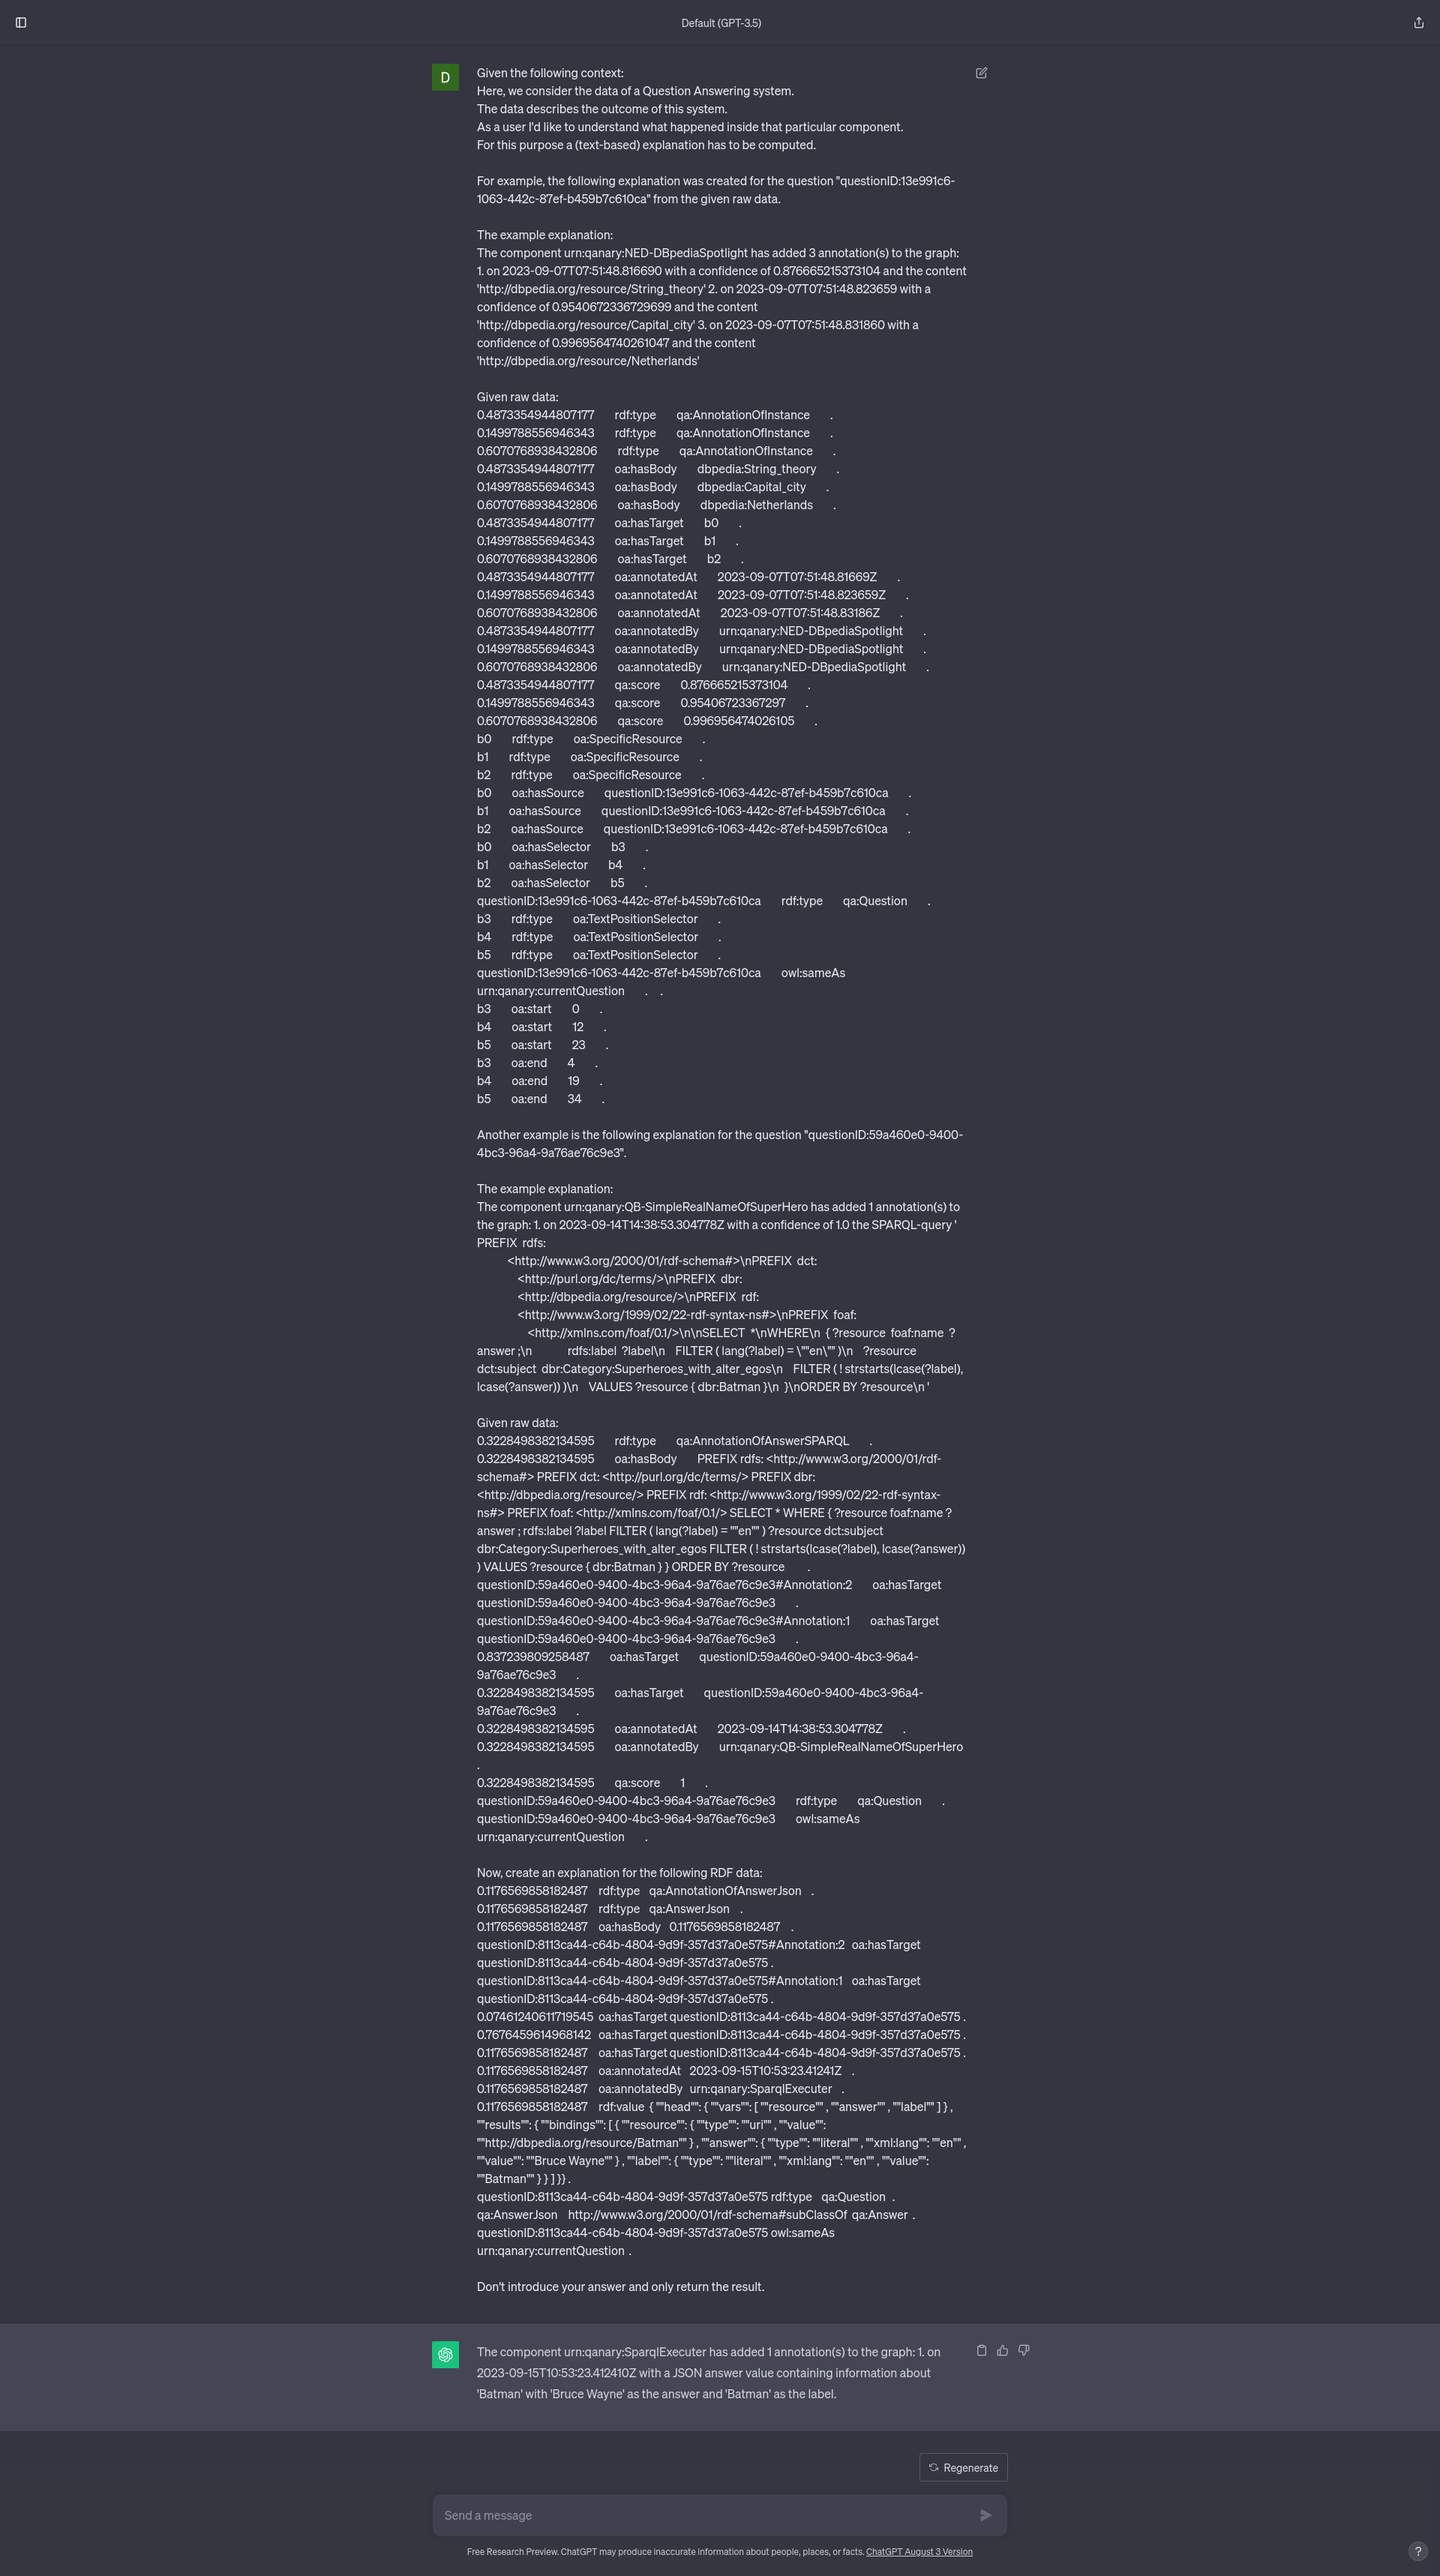 Default (GPT-3.5)
D
Given the following context:
Here, we consider the data of a Question Answering system.
The data describes the outcome of this system.
As a user I'd like to understand what happened inside that particular component.
For this purpose a (text-based) explanation has to be computed.
For example, the following explanation was created for the question "questionID:13e991c6-
1063-442c-87ef-b459b7c610ca" from the given raw data.
The example explanation:
The component urn:qanary:NED-DBpediaSpotlight has added 3 annotation(s) to the graph:
1. on 2023-09-07T07:51:48.816690 with a confidence of 0.876665215373104 and the content
'http://dbpedia.org/resource/String_theory' 2. on 2023-09-07T07:51:48.823659 with a
confidence of 0.9540672336729699 and the content
'http://dbpedia.org/resource/Capital_city' 3. on 2023-09-07T07:51:48.831860 with a
confidence of 0.9969564740261047 and the content
'http://dbpedia.org/resource/Netherlands'
Given raw data:
0.4873354944807177 rdf:type qa:AnnotationOfInstance .
0.1499788556946343 rdf:type qa:AnnotationOfInstance .
0.6070768938432806 rdf:type qa:AnnotationOfInstance .
0.4873354944807177 oa:hasBody dbpedia:String_theory .
0.1499788556946343 oa:hasBody dbpedia:Capital_city .
0.6070768938432806 oa:hasBody dbpedia:Netherlands .
0.4873354944807177 oa:hasTarget b0 .
0.1499788556946343 oa:hasTarget b1 .
0.6070768938432806 oa:hasTarget b2 .
0.4873354944807177 oa:annotatedAt 2023-09-07T07:51:48.81669Z .
0.1499788556946343 oa:annotatedAt 2023-09-07T07:51:48.823659Z .
0.6070768938432806 oa:annotatedAt 2023-09-07T07:51:48.83186Z .
0.4873354944807177 oa:annotatedBy urn:qanary:NED-DBpediaSpotlight .
0.1499788556946343 oa:annotatedBy urn:qanary:NED-DBpediaSpotlight .
0.6070768938432806 oa:annotatedBy urn:qanary:NED-DBpediaSpotlight .
0.4873354944807177 qa:score 0.876665215373104 .
0.1499788556946343 qa:score 0.95406723367297 .
0.6070768938432806 qa:score 0.996956474026105 .
b0 rdf:type oa:SpecificResource .
b1 rdf:type oa:SpecificResource .
b2 rdf:type oa:SpecificResource .
b0 oa:hasSource questionID:13e991c6-1063-442c-87ef-b459b7c610ca .
b1 oa:hasSource questionID:13e991c6-1063-442c-87ef-b459b7c610ca .
b2 oa:hasSource questionID:13e991c6-1063-442c-87ef-b459b7c610ca .
b0 oa:hasSelector b3 .
b1 oa:hasSelector b4 .
b2 oa:hasSelector b5 .
questionID:13e991c6-1063-442c-87ef-b459b7c610ca rdf:type qa:Question .
b3 rdf:type oa:TextPositionSelector .
b4 rdf:type oa:TextPositionSelector .
b5 rdf:type oa:TextPositionSelector .
questionID:13e991c6-1063-442c-87ef-b459b7c610ca owl:sameAs
urn:qanary:currentQuestion . .
b3 oa:start 0 .
b4 oa:start 12 .
b5 oa:start 23 .
b3 oa:end 4 .
b4 oa:end 19 .
b5 oa:end 34 .
Another example is the following explanation for the question "questionID:59a460e0-9400-
4bc3-96a4-9a76ae76c9e3".
The example explanation:
The component urn:qanary:QB-SimpleRealNameOfSuperHero has added 1 annotation(s) to
the graph: 1. on 2023-09-14T14:38:53.304778Z with a confidence of 1.0 the SPARQL-query '
PREFIX rdfs:
<http://www.w3.org/2000/01/rdf-schema#>\nPREFIX dct:
<http://purl.org/dc/terms/>\nPREFIX dbr:
<http://dbpedia.org/resource/>\nPREFIX rdf:
<http://www.w3.org/1999/02/22-rdf-syntax-ns#>\nPREFIX foaf:
<http://xmlns.com/foaf/0.1/>\n\nSELECT *\nWHERE\n { ?resource foaf:name ?
answer ;\n rdfs:label ?label\n FILTER ( lang(?label) = \""en\"" )\n ?resource
dct:subject dbr:Category:Superheroes_with_alter_egos\n FILTER ( ! strstarts(lcase(?label),
lcase(?answer)) )\n VALUES ?resource { dbr:Batman }\n }\nORDER BY ?resource\n '
Given raw data:
0.3228498382134595 rdf:type qa:AnnotationOfAnswerSPARQL .
0.3228498382134595 oa:hasBody PREFIX rdfs: <http://www.w3.org/2000/01/rdf-
schema#> PREFIX dct: <http://purl.org/dc/terms/> PREFIX dbr:
<http://dbpedia.org/resource/> PREFIX rdf: <http://www.w3.org/1999/02/22-rdf-syntax-
ns#> PREFIX foaf: <http://xmlns.com/foaf/0.1/> SELECT * WHERE { ?resource foaf:name ?
answer ; rdfs:label ?label FILTER ( lang(?label) = ""en"" ) ?resource dct:subject
dbr:Category:Superheroes_with_alter_egos FILTER ( ! strstarts(lcase(?label), lcase(?answer))
) VALUES ?resource { dbr:Batman } } ORDER BY ?resource .
questionID:59a460e0-9400-4bc3-96a4-9a76ae76c9e3#Annotation:2 oa:hasTarget
questionID:59a460e0-9400-4bc3-96a4-9a76ae76c9e3 .
questionID:59a460e0-9400-4bc3-96a4-9a76ae76c9e3#Annotation:1 oa:hasTarget
questionID:59a460e0-9400-4bc3-96a4-9a76ae76c9e3 .
0.837239809258487 oa:hasTarget questionID:59a460e0-9400-4bc3-96a4-
9a76ae76c9e3 .
0.3228498382134595 oa:hasTarget questionID:59a460e0-9400-4bc3-96a4-
9a76ae76c9e3 .
0.3228498382134595 oa:annotatedAt 2023-09-14T14:38:53.304778Z .
0.3228498382134595 oa:annotatedBy urn:qanary:QB-SimpleRealNameOfSuperHero
.
0.3228498382134595 qa:score 1 .
questionID:59a460e0-9400-4bc3-96a4-9a76ae76c9e3 rdf:type qa:Question .
questionID:59a460e0-9400-4bc3-96a4-9a76ae76c9e3 owl:sameAs
urn:qanary:currentQuestion .
Now, create an explanation for the following RDF data:
0.1176569858182487 rdf:type qa:AnnotationOfAnswerJson .
0.1176569858182487 rdf:type qa:AnswerJson .
0.1176569858182487 oa:hasBody 0.1176569858182487 .
questionID:8113ca44-c64b-4804-9d9f-357d37a0e575#Annotation:2 oa:hasTarget
questionID:8113ca44-c64b-4804-9d9f-357d37a0e575 .
questionID:8113ca44-c64b-4804-9d9f-357d37a0e575#Annotation:1 oa:hasTarget
questionID:8113ca44-c64b-4804-9d9f-357d37a0e575 .
0.07461240611719545 oa:hasTarget questionID:8113ca44-c64b-4804-9d9f-357d37a0e575 .
0.7676459614968142 oa:hasTarget questionID:8113ca44-c64b-4804-9d9f-357d37a0e575 .
0.1176569858182487 oa:hasTarget questionID:8113ca44-c64b-4804-9d9f-357d37a0e575 .
0.1176569858182487 oa:annotatedAt 2023-09-15T10:53:23.41241Z .
0.1176569858182487 oa:annotatedBy urn:qanary:SparqlExecuter .
0.1176569858182487 rdf:value { ""head"": { ""vars"": [ ""resource"" , ""answer"" , ""label"" ] } ,
""results"": { ""bindings"": [ { ""resource"": { ""type"": ""uri"" , ""value"":
""http://dbpedia.org/resource/Batman"" } , ""answer"": { ""type"": ""literal"" , ""xml:lang"": ""en"" ,
""value"": ""Bruce Wayne"" } , ""label"": { ""type"": ""literal"" , ""xml:lang"": ""en"" , ""value"":
""Batman"" } } ] }} .
questionID:8113ca44-c64b-4804-9d9f-357d37a0e575 rdf:type qa:Question .
qa:AnswerJson http://www.w3.org/2000/01/rdf-schema#subClassOf qa:Answer .
questionID:8113ca44-c64b-4804-9d9f-357d37a0e575 owl:sameAs
urn:qanary:currentQuestion .
Don't introduce your answer and only return the result.
The component urn:qanary:SparqlExecuter has added 1 annotation(s) to the graph: 1. on
2023-09-15T10:53:23.412410Z with a JSON answer value containing information about
'Batman' with 'Bruce Wayne' as the answer and 'Batman' as the label.
Regenerate
Send a message
Free Research Preview. ChatGPT may produce inaccurate information about people, places, or facts. ChatGPT August 3 Version
?